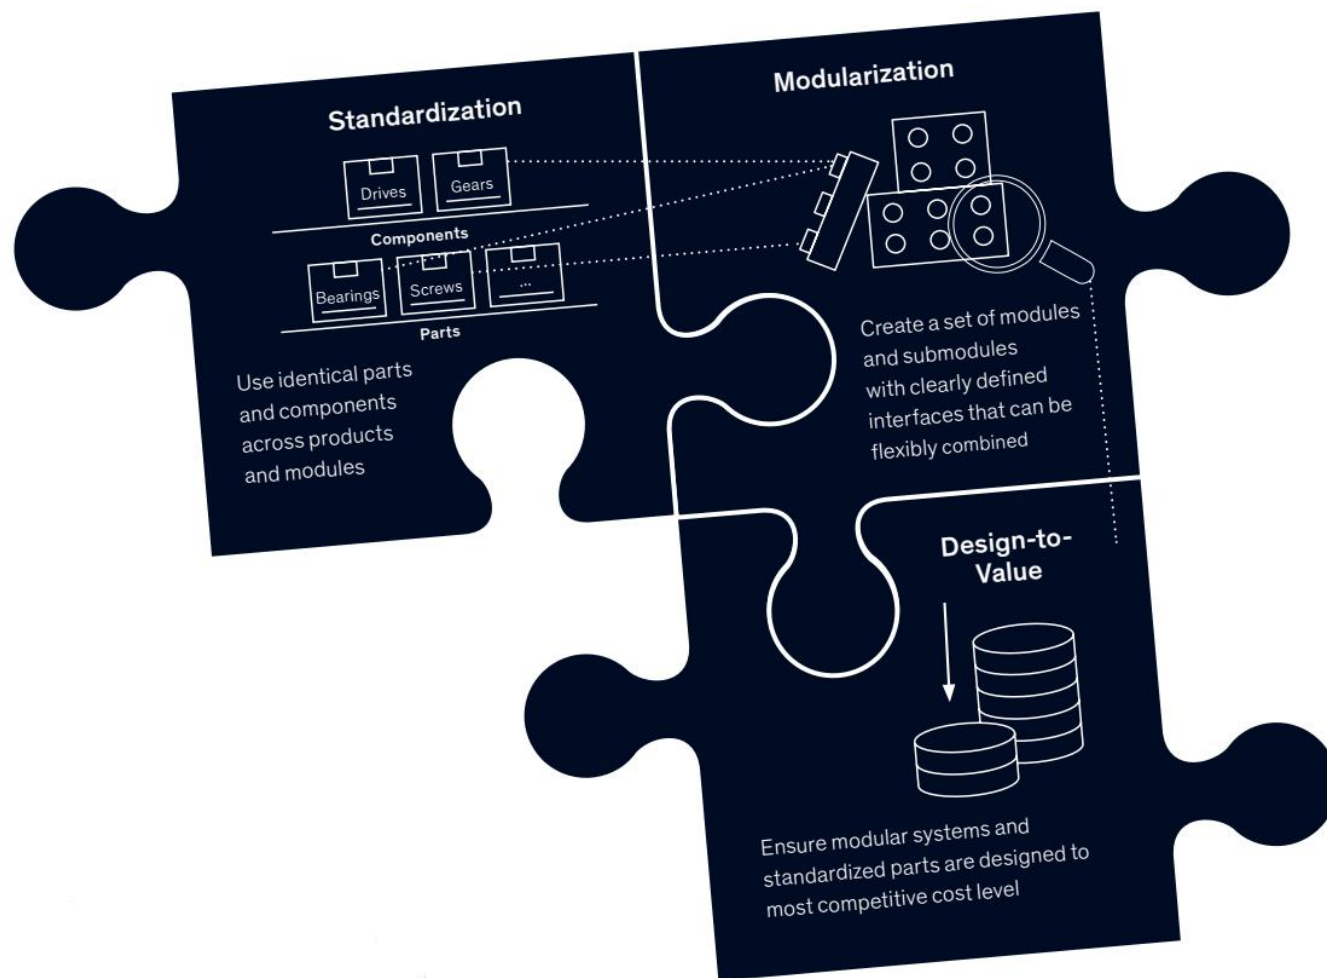 Standardization
Drives
Gears
Components
Bearings
Screws
...
Parts
Use identical parts
and components
across products
and modules
Modularization
Create a set of modules
and submodules
with clearly defined
interfaces that can be
flexibly combined
Design-to-
Value
Ensure modular systems and
standardized parts are designed to
most competitive cost level